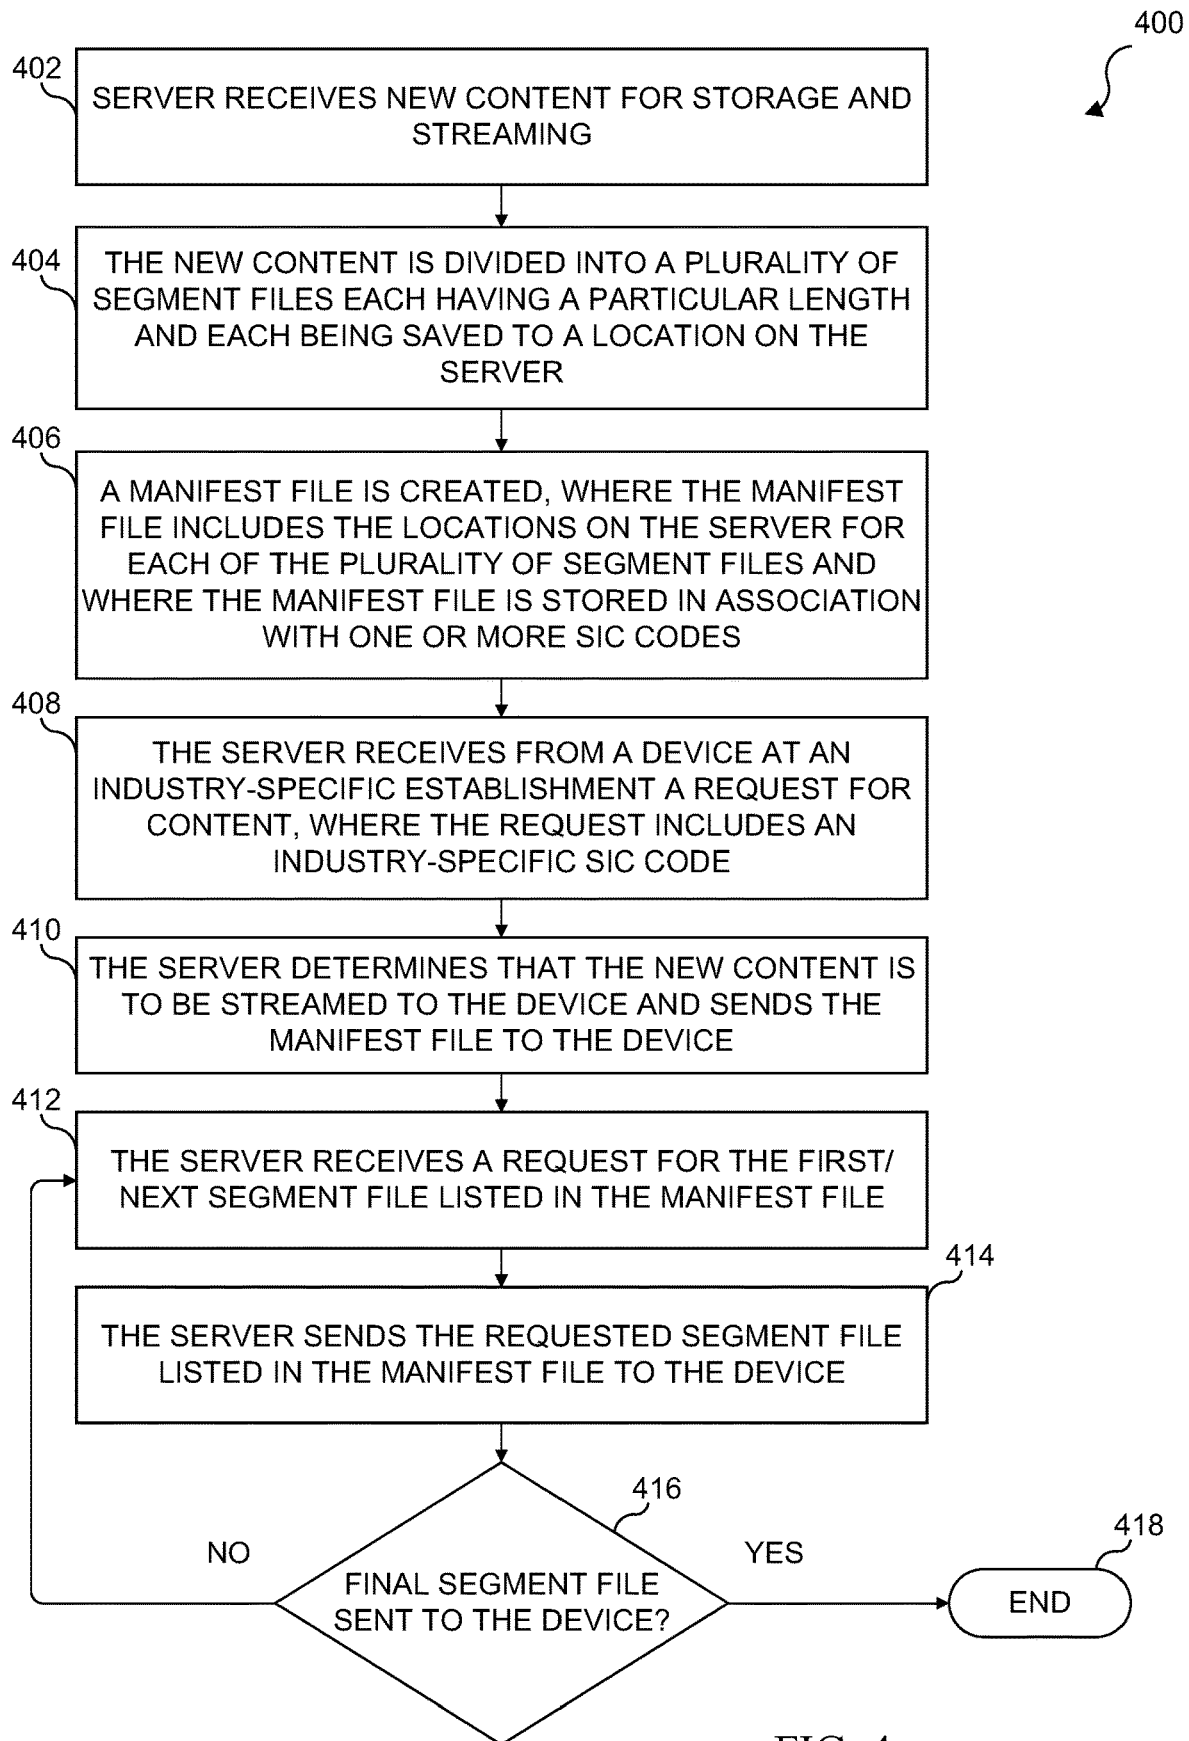 400
402
SERVER RECEIVES NEW CONTENT FOR STORAGE AND
STREAMING
404
THE NEW CONTENT IS DIVIDED INTO A PLURALITY OF
SEGMENT FILES EACH HAVING A PARTICULAR LENGTH
AND EACH BEING SAVED TO A LOCATION ON THE
SERVER
406
A MANIFEST FILE IS CREATED, WHERE THE MANIFEST
FILE INCLUDES THE LOCATIONS ON THE SERVER FOR
EACH OF THE PLURALITY OF SEGMENT FILES AND
WHERE THE MANIFEST FILE IS STORED IN ASSOCIATION
WITH ONE OR MORE SIC CODES
408
THE SERVER RECEIVES FROM A DEVICE AT AN
INDUSTRY-SPECIFIC ESTABLISHMENT A REQUEST FOR
CONTENT, WHERE THE REQUEST INCLUDES AN
INDUSTRY-SPECIFIC SIC CODE
410
THE SERVER DETERMINES THAT THE NEW CONTENT IS
TO BE STREAMED TO THE DEVICE AND SENDS THE
MANIFEST FILE TO THE DEVICE
412
THE SERVER RECEIVES A REQUEST FOR THE FIRST/
NEXT SEGMENT FILE LISTED IN THE MANIFEST FILE
414
THE SERVER SENDS THE REQUESTED SEGMENT FILE
LISTED IN THE MANIFEST FILE TO THE DEVICE
416
NO
YES
FINAL SEGMENT FILE
SENT TO THE DEVICE?
418
END
FIG. 4